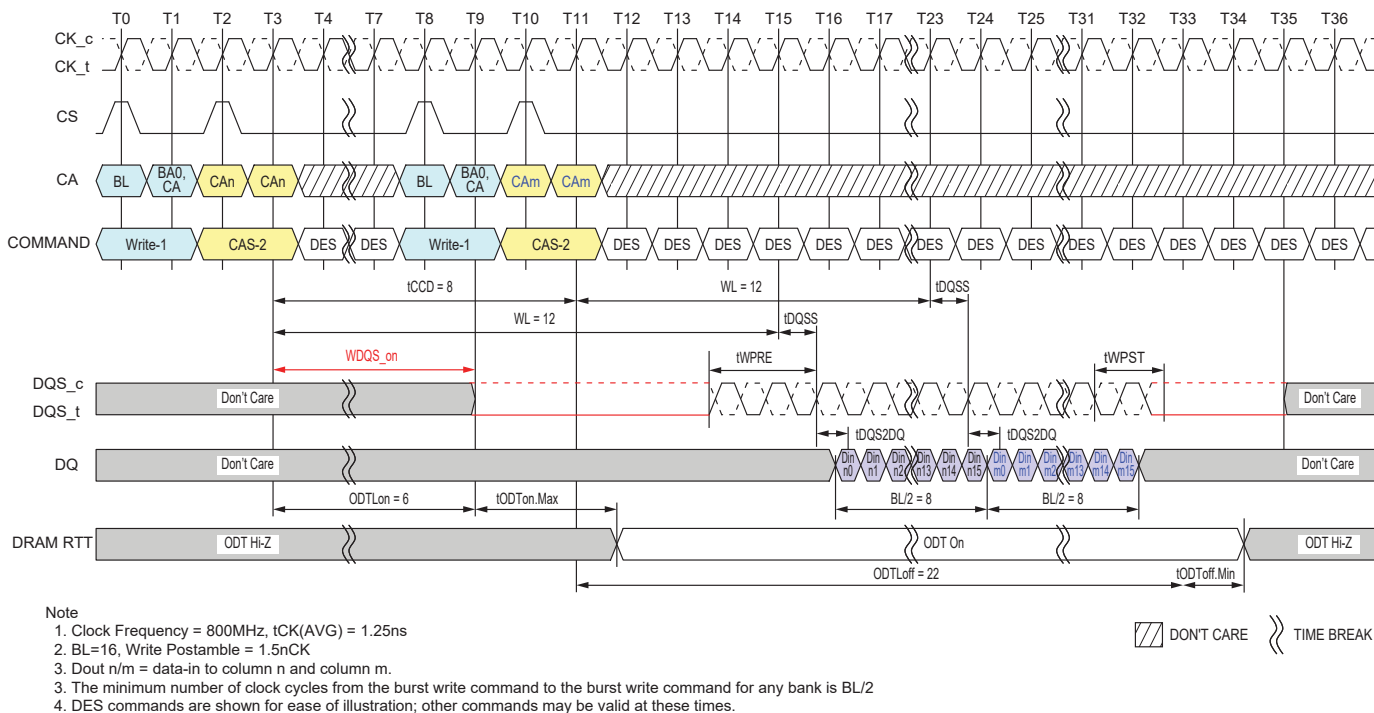 T0 T1 T2 T3 T4 T7 T8 T9 T10 T11 T12 T13 T14 T15 T16 T17 T23 T24 T25 T31 T32 T33 T34 T35 T36
CK_c
CK_t
CS
CA BL BA0, CA CAn CAn BL BA0, CA CAm CAm
COMMAND Write-1 CAS-2 DES DES Write-1 CAS-2 DES DES DES DES DES DES DES DES DES DES DES DES DES DES DES
tCCD = 8 WL = 12 tDQSS
WL = 12 tDQSS
WDQS_on tWPRE tWPST
DQS_c
DQS_t Don't Care Don't Care
tDQS2DQ tDQS2DQ
DQ Don't Care Din n0 Din n1 Din n2 Din n13 Din n14 Din n15 Din m0 Din m1 Din m2 Din m13 Din m14 Din m15 Don't Care
ODTLon = 6 tODTon.Max BL/2 = 8 BL/2 = 8
DRAM RTT ODT Hi-Z ODT On ODT Hi-Z
ODTLoff = 22 tODToff.Min
Note
1. Clock Frequency = 800MHz, tCK(AVG) = 1.25ns
2. BL=16, Write Postamble = 1.5nCK
3. Dout n/m = data-in to column n and column m.
3. The minimum number of clock cycles from the burst write command to the burst write command for any bank is BL/2
4. DES commands are shown for ease of illustration; other commands may be valid at these times.
DON'T CARE TIME BREAK